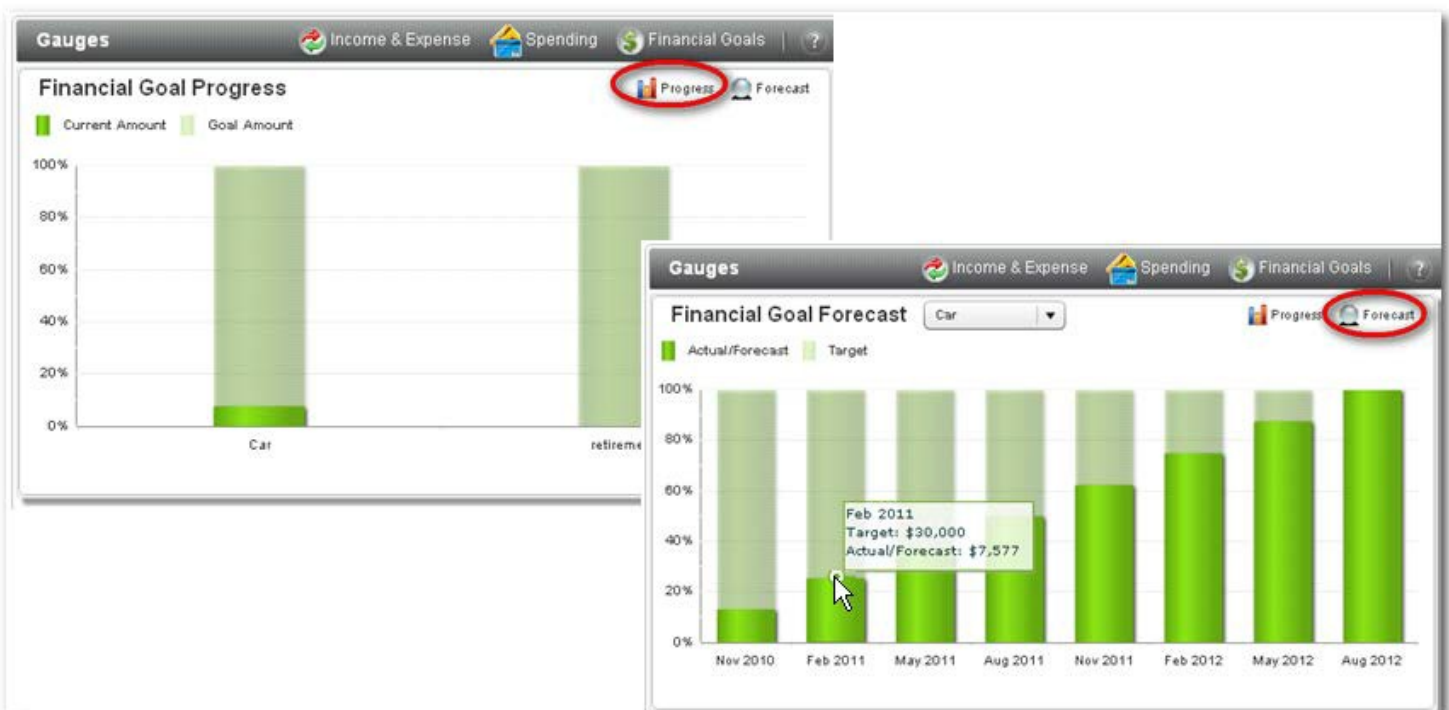 Gauges Income & Expense Spending Financial Goals | ?
Financial Goal Progress Progress Forecast
Current Amount Goal Amount
100%
80%
60%
40%
20%
0%
Car
Gauges Income & Expense Spending Financial Goals | ?
Financial Goal Forecast Car Progress Forecast
Actual/Forecast Target
100%
80%
60%
40%
20%
0%
Feb 2011
Target: $30,000
Actual/Forecast: $7,577
Nov 2010 Feb 2011 May 2011 Aug 2011 Nov 2011 Feb 2012 May 2012 Aug 2012